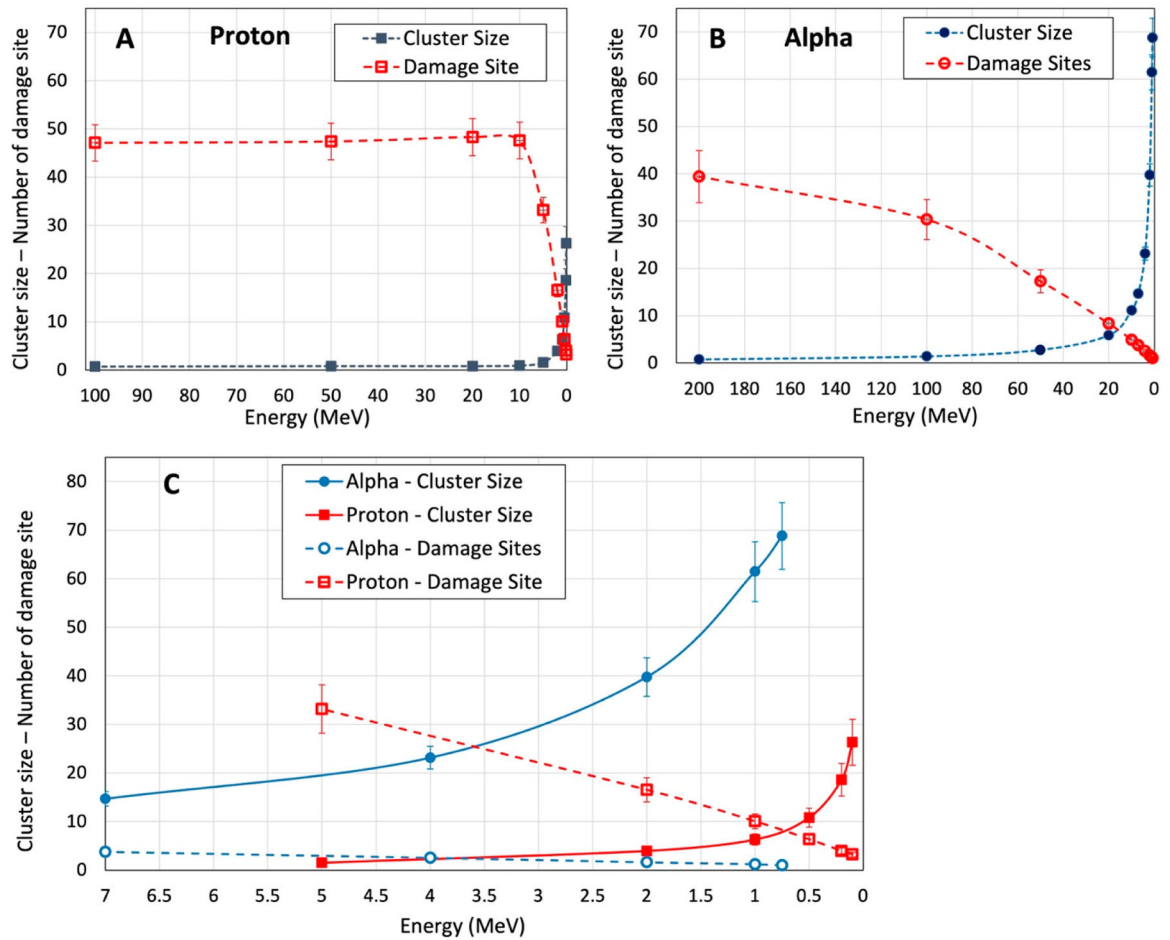 A
Proton
Cluster Size
Damage Site
Cluster size – Number of damage site
70
60
50
40
30
20
10
0
100 90 80 70 60 50 40 30 20 10 0
Energy (MeV)
B
Alpha
Cluster Size
Damage Sites
Cluster size – Number of damage site
70
60
50
40
30
20
10
0
200 180 160 140 120 100 80 60 40 20 0
Energy (MeV)
C
Alpha - Cluster Size
Proton - Cluster Size
Alpha - Damage Sites
Proton - Damage Site
Cluster size – Number of damage site
80
70
60
50
40
30
20
10
0
7 6.5 6 5.5 5 4.5 4 3.5 3 2.5 2 1.5 1 0.5 0
Energy (MeV)